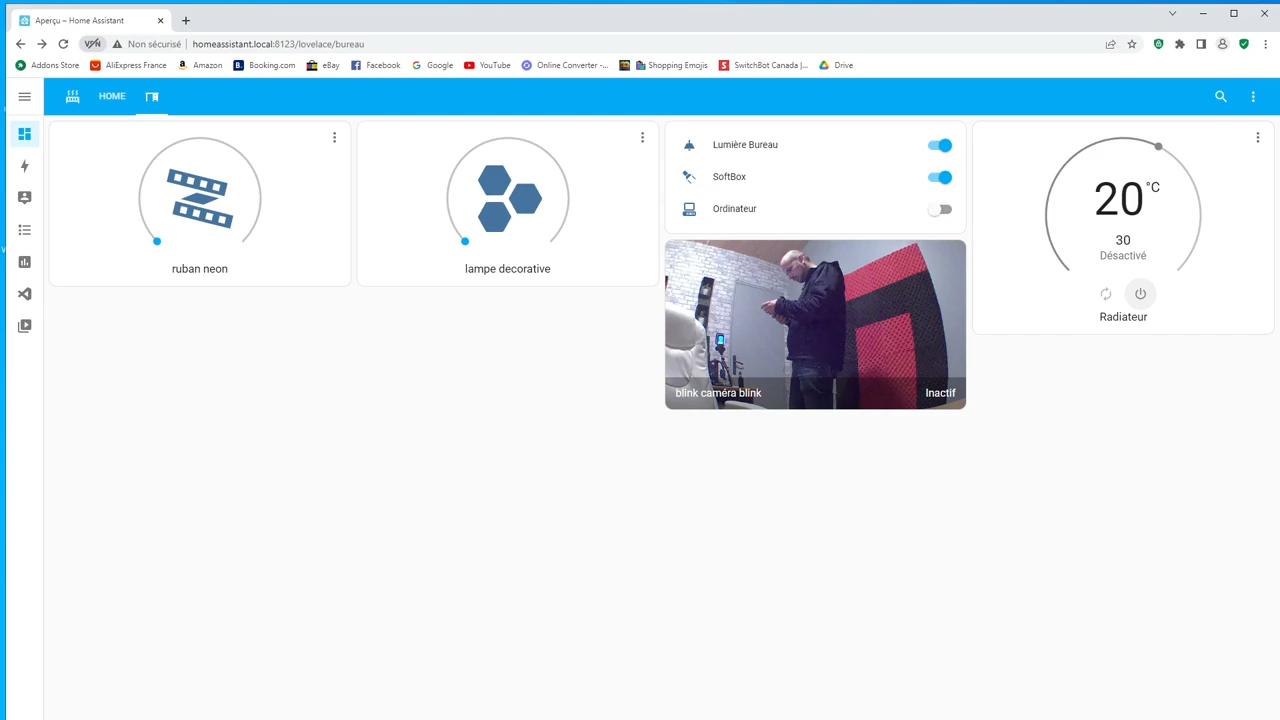 Aperçu – Home Assistant
VPN
Non sécurisé
homeassistant.local:8123/lovelace/bureau
Addons Store
AliExpress France
Amazon
Booking.com
eBay
Facebook
Google
YouTube
Online Converter -...
Shopping Emojis
SwitchBot Canada |...
Drive
HOME
ruban neon
lampe decorative
Lumière Bureau
SoftBox
Ordinateur
blink caméra blink
Inactif
20 °C
30
Désactivé
Radiateur